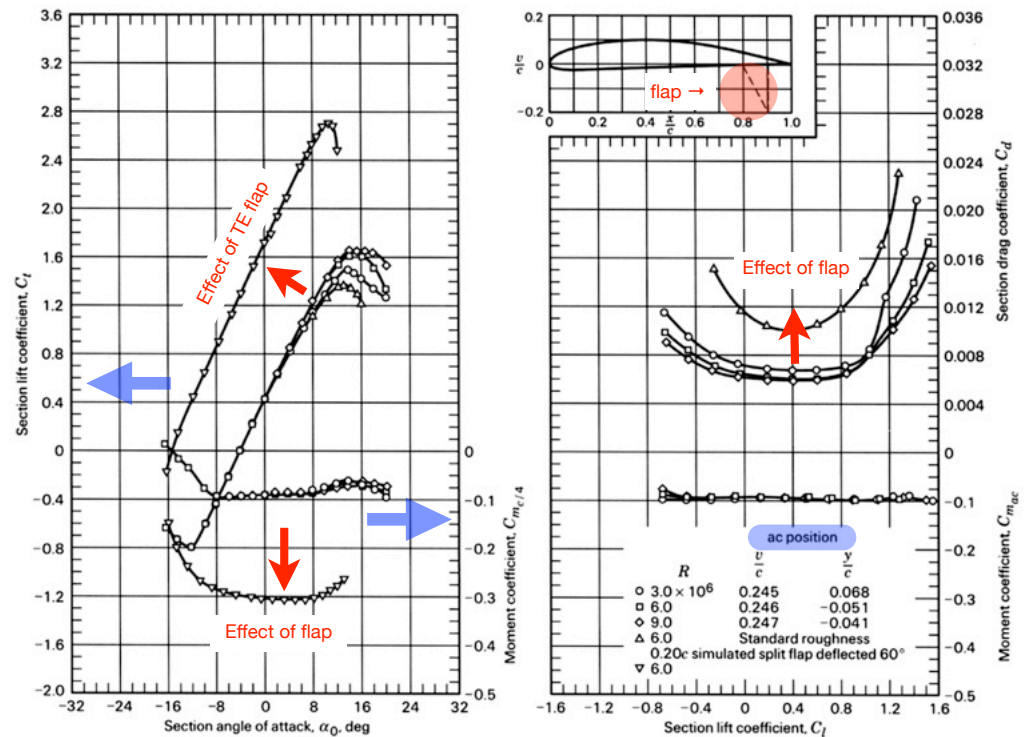 3.6
3.2
2.8
2.4
2.0
1.6
1.2
0.8
0.4
0
-0.4
-0.8
-1.2
-1.6
-2.0
Section lift coefficient, C_l
Effect of TE flap
Effect of flap
0
-0.1
-0.2
-0.3
-0.4
-0.5
Moment coefficient, C_{m_{c/4}}
-32 -24 -16 -8 0 8 16 24 32
Section angle of attack, α_0, deg
0.2
0
-0.2
υ/c
flap →
0 0.2 0.4 0.6 0.8 1.0
x/c
0.036
0.032
0.028
0.024
0.020
0.016
0.012
0.008
0.004
Section drag coefficient, C_d
Effect of flap
0
-0.1
-0.2
-0.3
-0.4
-0.5
Moment coefficient, C_{m_{ac}}
ac position
R υ/c y/c
○ 3.0 × 10⁶ 0.245 0.068
□ 6.0 0.246 −0.051
◇ 9.0 0.247 −0.041
△ 6.0 Standard roughness
0.20c simulated split flap deflected 60°
▽ 6.0
-1.6 -1.2 -0.8 -0.4 0 0.4 0.8 1.2 1.6
Section lift coefficient, C_l